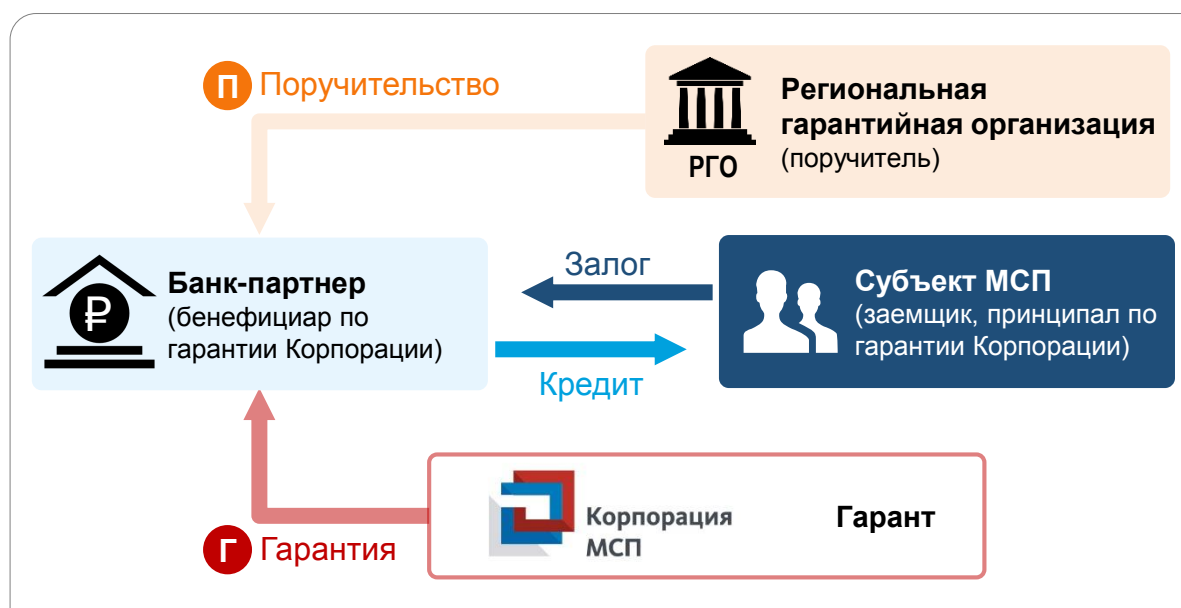 П Поручительство
Региональная
гарантийная организация
(поручитель)
РГО
Банк-партнер
(бенефициар по
гарантии Корпорации)
₽
Залог
Кредит
Субъект МСП
(заемщик, принципал по
гарантии Корпорации)
Корпорация
МСП
Гарант
Г Гарантия